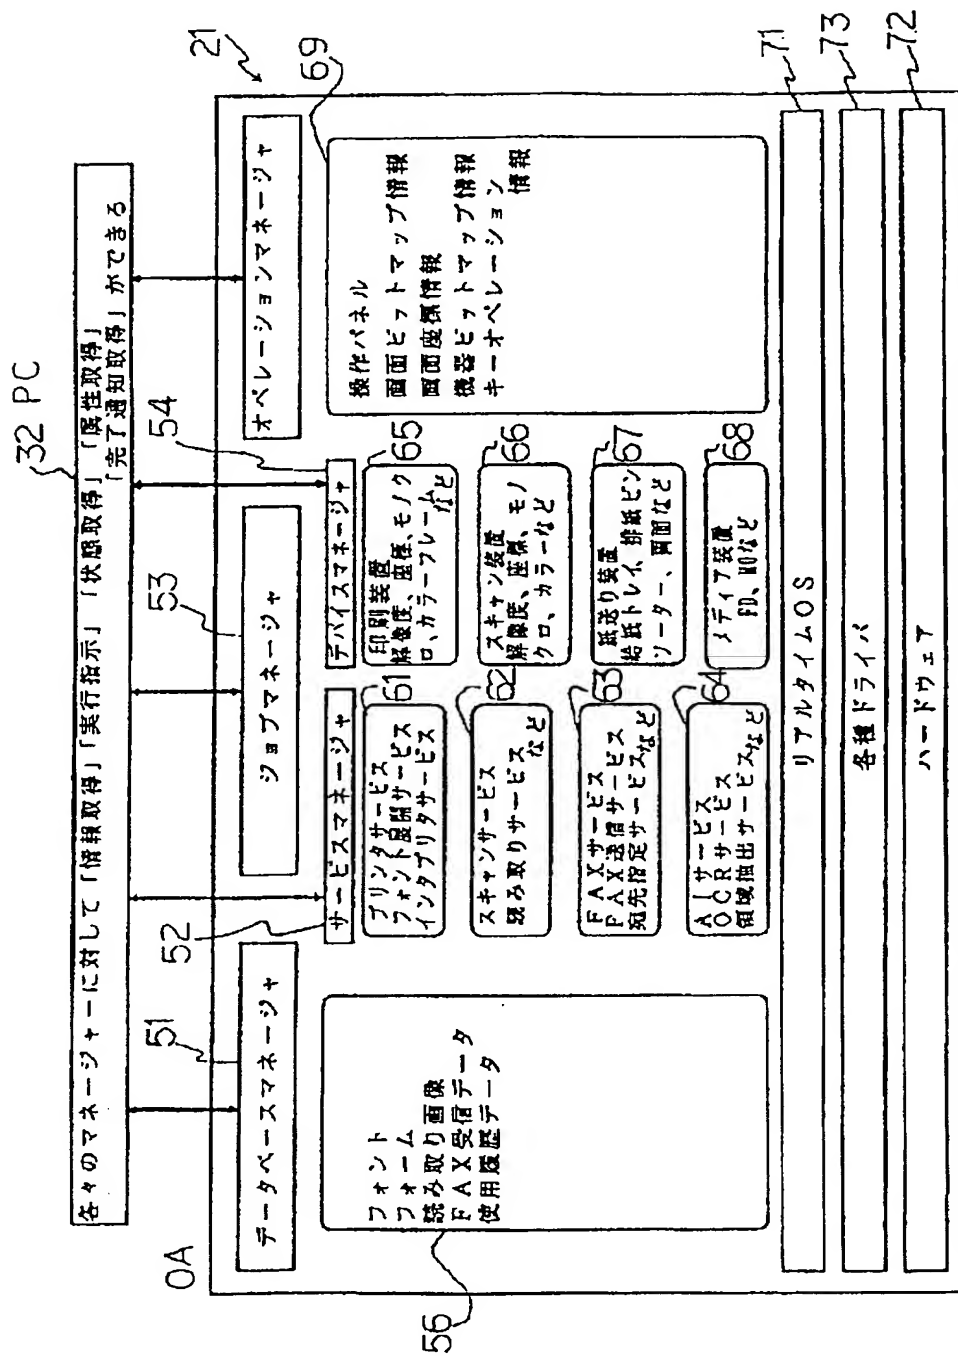 32 PC
各々のマネージャーに対して「情報取得」「実行指示」「状態取得」「属性取得」
「完了通知取得」ができる
OA
21
51
データベースマネージャ
52
サービスマネージャ
53
ジョブマネージャ
54
デバイスマネージャ
オペレーションマネージャ
56
フォント
フォーム
読み取り画像
FAX受信データ
使用履歴データ
61
プリンタサービス
フォント展開サービス
インタプリタサービス
62
スキャンサービス
読み取りサービス
など
63
FAXサービス
FAX送信サービス
宛先指定サービスなど
64
AIサービス
OCRサービス
領域抽出サービスなど
65
印刷装置
解像度、座標、モノク
ロ、カラーフレーム
など
66
スキャン装置
解像度、座標、モノ
クロ、カラーなど
67
紙送り装置
給紙トレイ、排紙ビン
ソーター、両面など
68
メディア装置
FD、MOなど
69
操作パネル
画面ビットマップ情報
画面座標情報
機器ビットマップ情報
キーオペレーション
情報
リアルタイムOS
71
各種ドライバ
73
ハードウェア
72